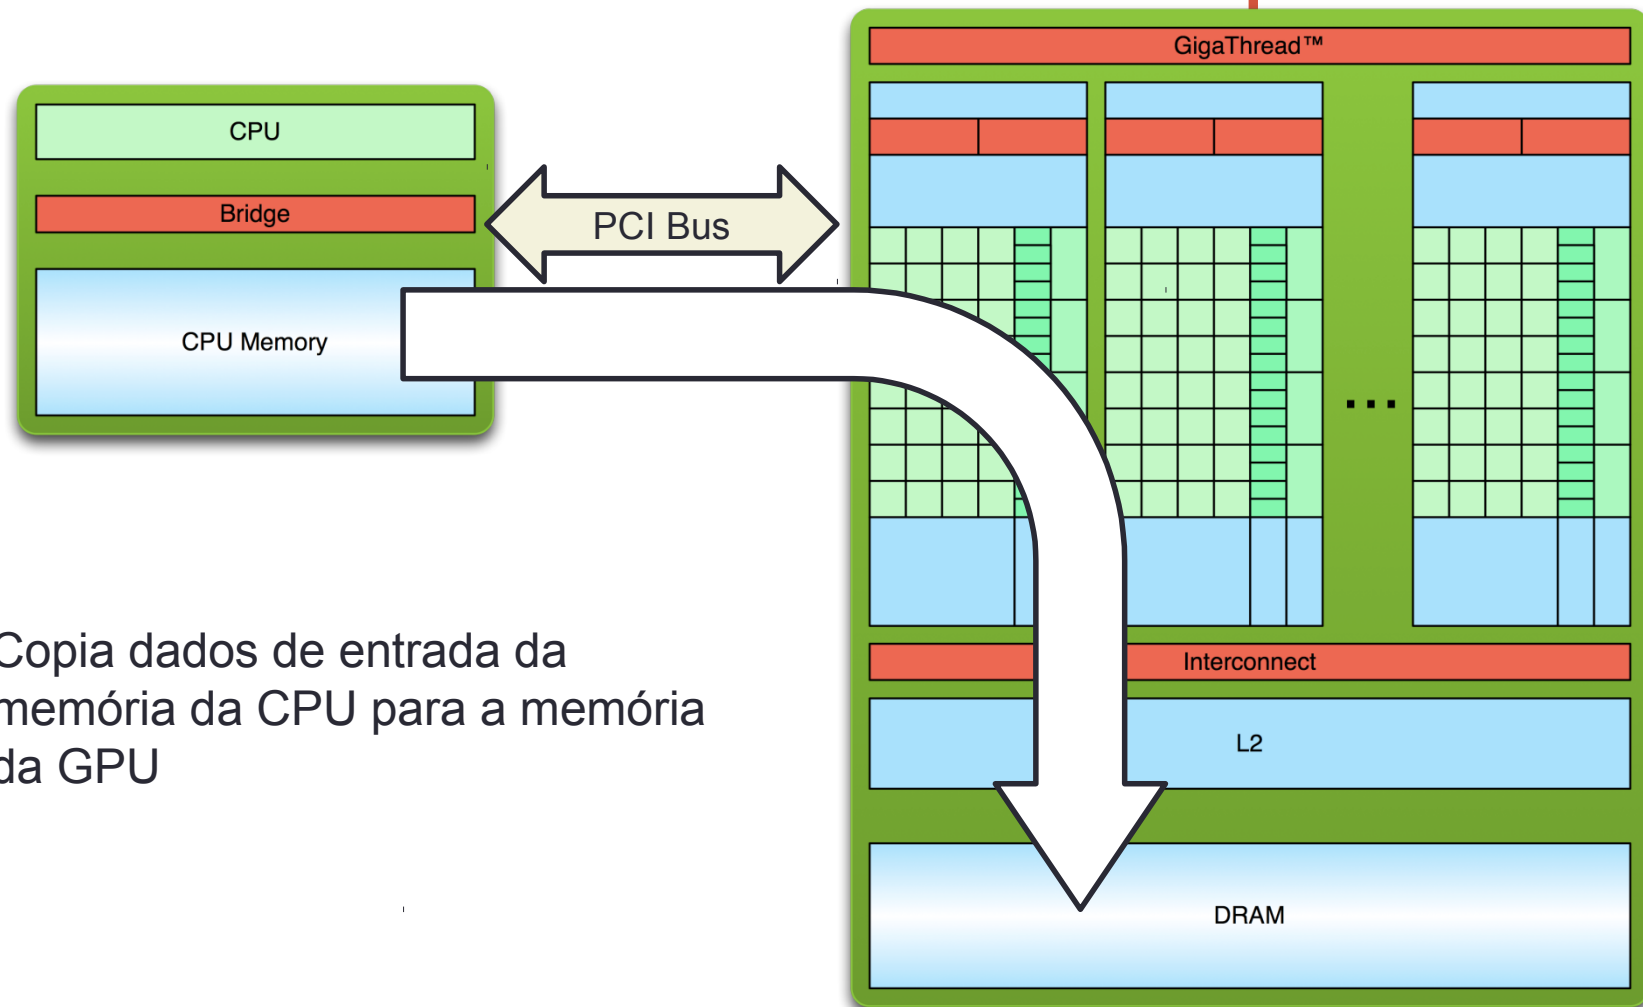 GigaThread™
CPU
Bridge
PCI Bus
CPU Memory
...
Copia dados de entrada da
memória da CPU para a memória
da GPU
Interconnect
L2
DRAM